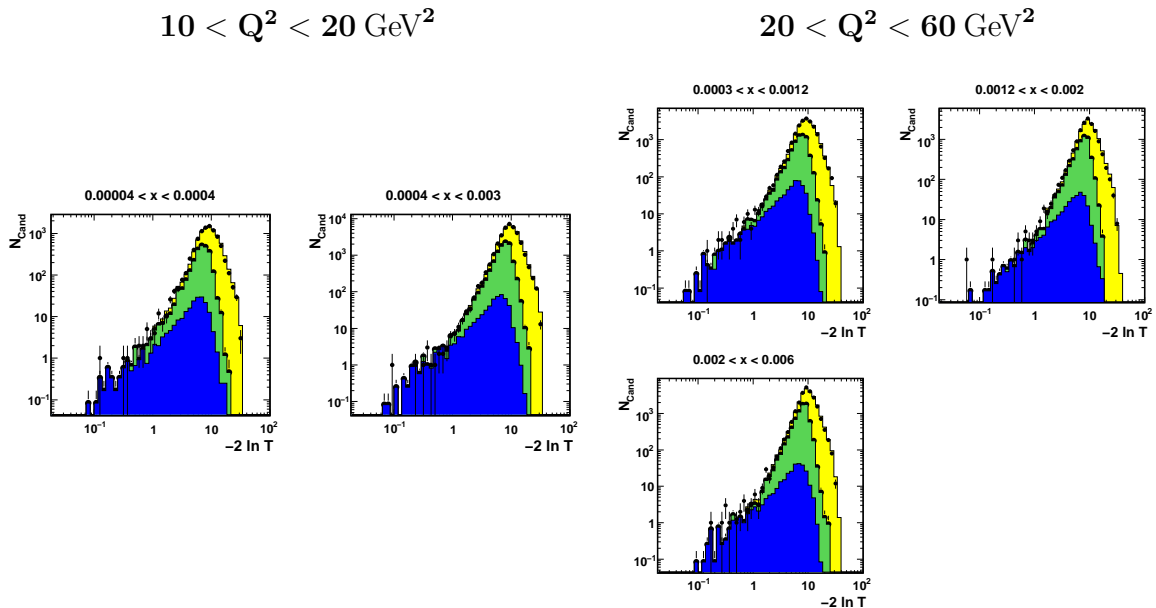 10 < Q² < 20 GeV²
20 < Q² < 60 GeV²
0.00004 < x < 0.0004
N_Cand
10³
10²
10
1
10⁻¹
10⁻¹ 1 10 10²
−2 ln T
0.0004 < x < 0.003
N_Cand
10⁴
10³
10²
10
1
10⁻¹
10⁻¹ 1 10 10²
−2 ln T
0.0003 < x < 0.0012
N_Cand
10³
10²
10
1
10⁻¹
10⁻¹ 1 10 10²
−2 ln T
0.0012 < x < 0.002
N_Cand
10³
10²
10
1
10⁻¹
10⁻¹ 1 10 10²
−2 ln T
0.002 < x < 0.006
N_Cand
10³
10²
10
1
10⁻¹
10⁻¹ 1 10 10²
−2 ln T